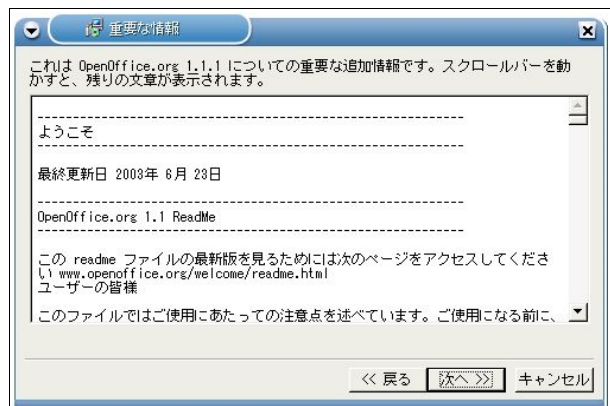 重要な情報
これは OpenOffice.org 1.1.1 についての重要な追加情報です。スクロールバーを動
かすと、残りの文章が表示されます。
----------------------------------------------------------------
ようこそ
----------------------------------------------------------------
最終更新日 2003年 6月 23日
----------------------------------------------------------------
OpenOffice.org 1.1 ReadMe
----------------------------------------------------------------
この readme ファイルの最新版を見るためには次のページをアクセスしてくださ
い www.openoffice.org/welcome/readme.html
ユーザーの皆様
このファイルではご使用にあたっての注意点を述べています。ご使用になる前に、
<< 戻る 次へ >> キャンセル